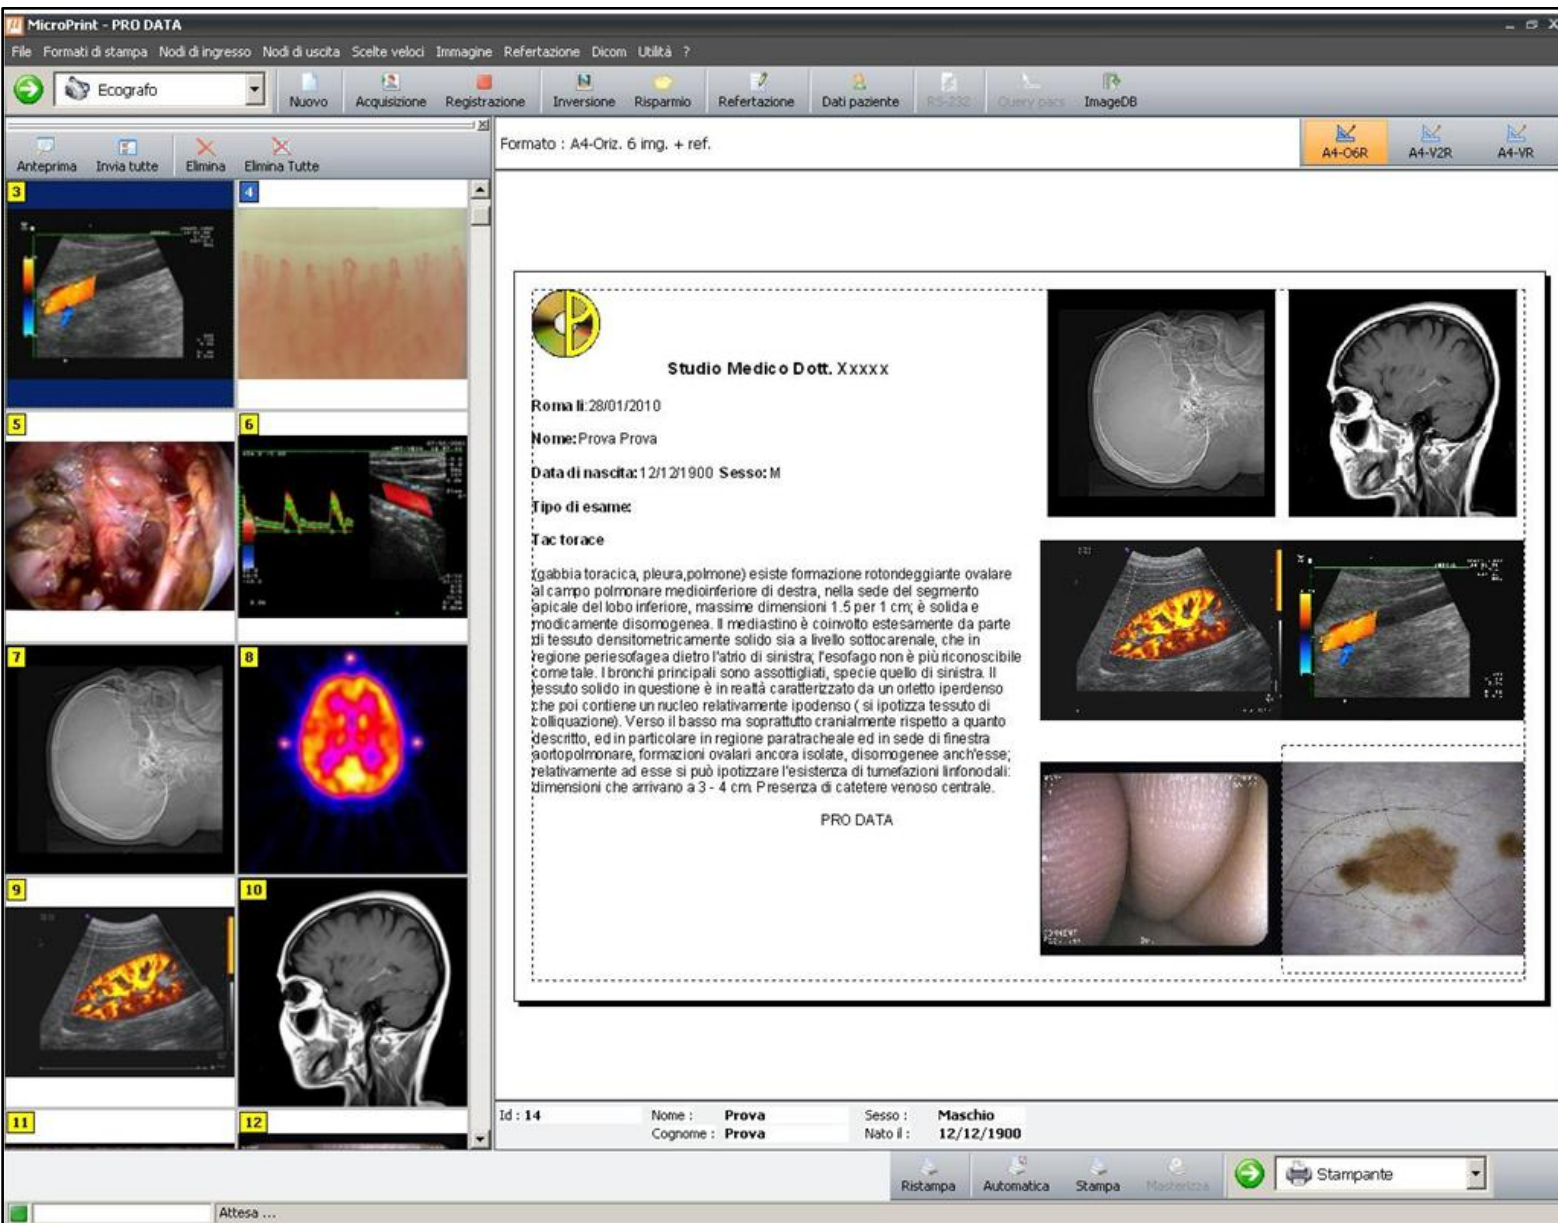 MicroPrint - PRO DATA
File Formati di stampa Nodi di ingresso Nodi di uscita Scelte veloci Immagine Refertazione Dicom Utilità ?
Ecografo
Nuovo Acquisizione Registrazione Inversione Risparmio Refertazione Dati paziente RS-232 Query pacs ImageDB
Anteprima Invia tutte Elimina Elimina Tutte
Formato : A4-Oriz. 6 img. + ref.
A4-O6R A4-V2R A4-VR
3 4
5 6
7 8
9 10
11 12
Studio Medico Dott. Xxxxx
Roma li:28/01/2010
Nome:Prova Prova
Data di nascita:12/12/1900 Sesso:M
Tipo di esame:
Tac torace
(gabbia toracica, pleura,polmone) esiste formazione rotondeggiante ovalare
al campo polmonare medioinferiore di destra, nella sede del segmento
apicale del lobo inferiore, massime dimensioni 1.5 per 1 cm; è solida e
modicamente disomogenea. Il mediastino è coinvolto estesamente da parte
di tessuto densitometricamente solido sia a livello sottocarenale, che in
regione periesofagea dietro l'atrio di sinistra; l'esofago non è più riconoscibile
come tale. I bronchi principali sono assottigliati, specie quello di sinistra. Il
tessuto solido in questione è in realtà caratterizzato da un orletto iperdenso
che poi contiene un nucleo relativamente ipodenso ( si ipotizza tessuto di
colliquazione). Verso il basso ma soprattutto cranialmente rispetto a quanto
descritto, ed in particolare in regione paratracheale ed in sede di finestra
aortopolmonare, formazioni ovalari ancora isolate, disomogenee anch'esse;
relativamente ad esse si può ipotizzare l'esistenza di tumefazioni linfonodali:
dimensioni che arrivano a 3 - 4 cm. Presenza di catetere venoso centrale.
PRO DATA
Id : 14 Nome : Prova Sesso : Maschio
Cognome : Prova Nato il : 12/12/1900
Ristampa Automatica Stampa Masterizza Stampante
Attesa ...